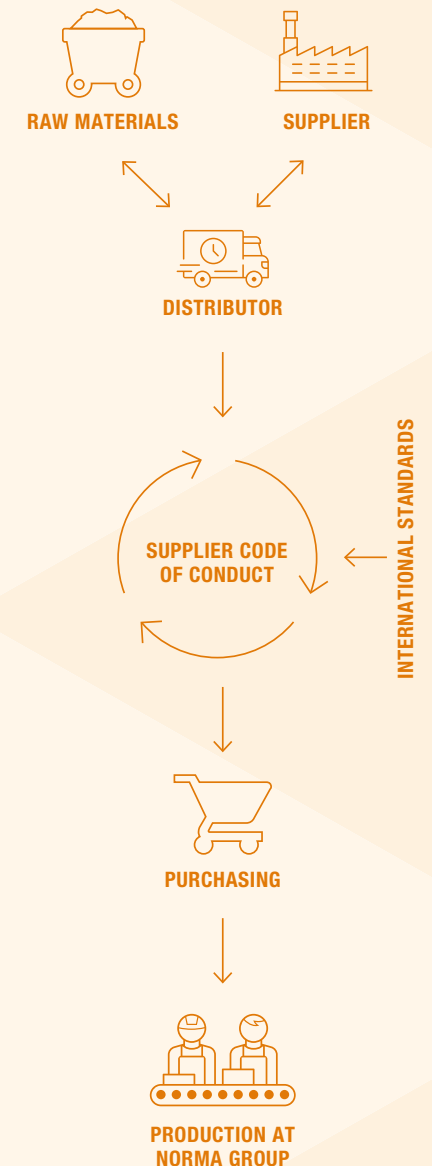 RAW MATERIALS
SUPPLIER
DISTRIBUTOR
SUPPLIER CODE
OF CONDUCT
INTERNATIONAL STANDARDS
PURCHASING
PRODUCTION AT
NORMA GROUP